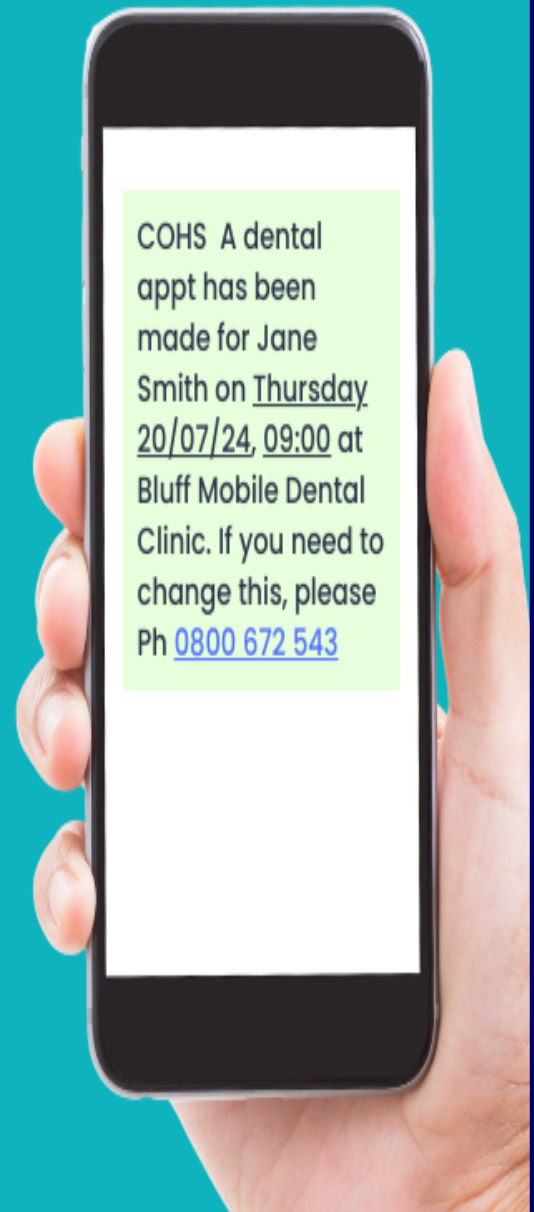 COHS  A dental
appt has been
made for Jane
Smith on Thursday
20/07/24, 09:00 at
Bluff Mobile Dental
Clinic. If you need to
change this, please
Ph 0800 672 543